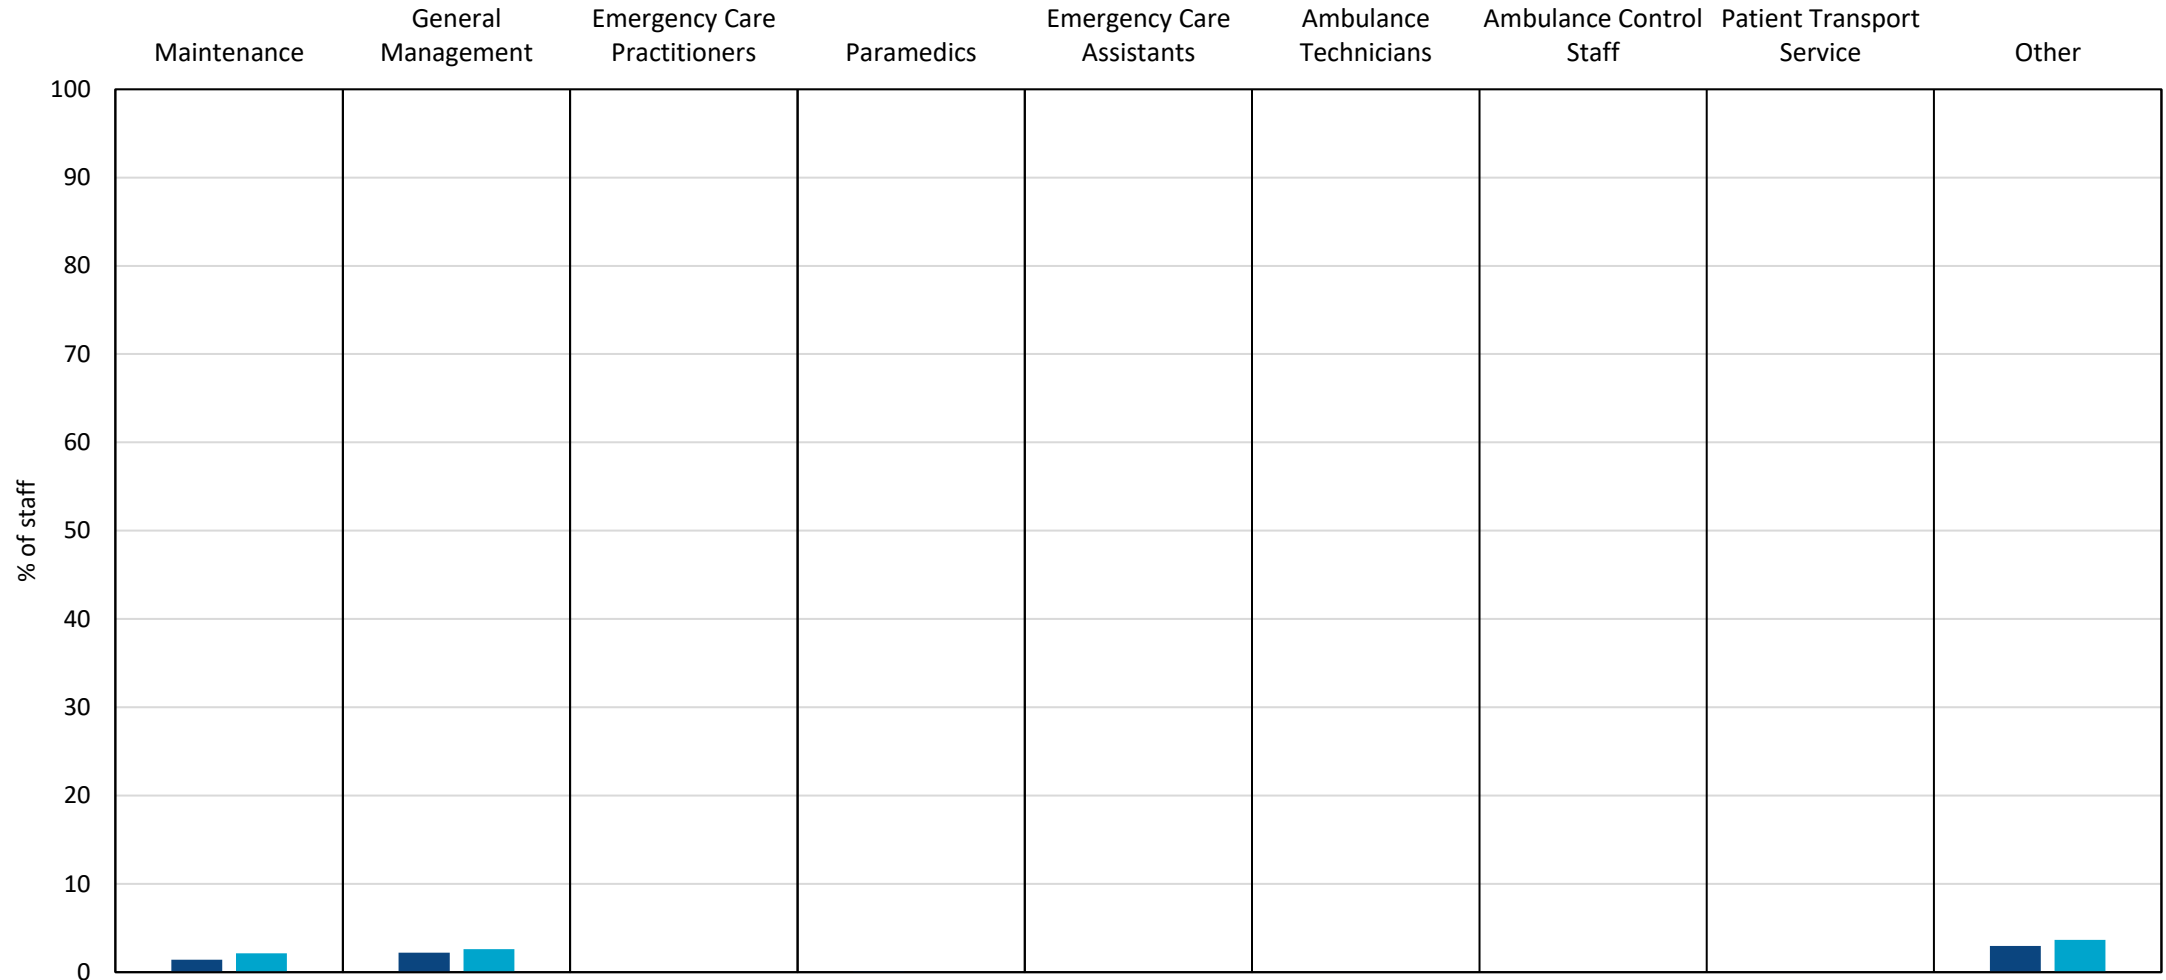 Maintenance
General
Management
Emergency Care
Practitioners
Paramedics
Emergency Care
Assistants
Ambulance
Technicians
Ambulance Control
Staff
Patient Transport
Service
Other
100
90
80
70
60
50
40
30
20
10
0
% of staff